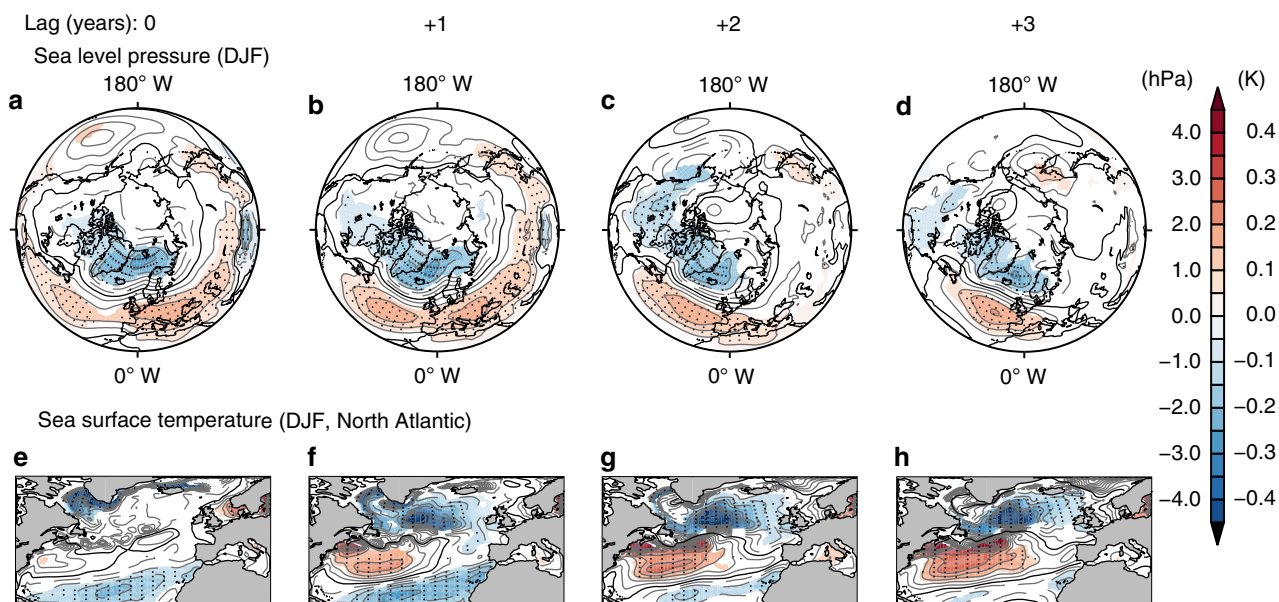 Lag (years): 0 +1 +2 +3
Sea level pressure (DJF)
180° W 180° W 180° W 180° W (hPa) (K)
a b c d
4.0 0.4
3.0 0.3
2.0 0.2
1.0 0.1
0.0 0.0
−1.0 −0.1
−2.0 −0.2
−3.0 −0.3
−4.0 −0.4
0° W 0° W 0° W 0° W
Sea surface temperature (DJF, North Atlantic)
e f g h